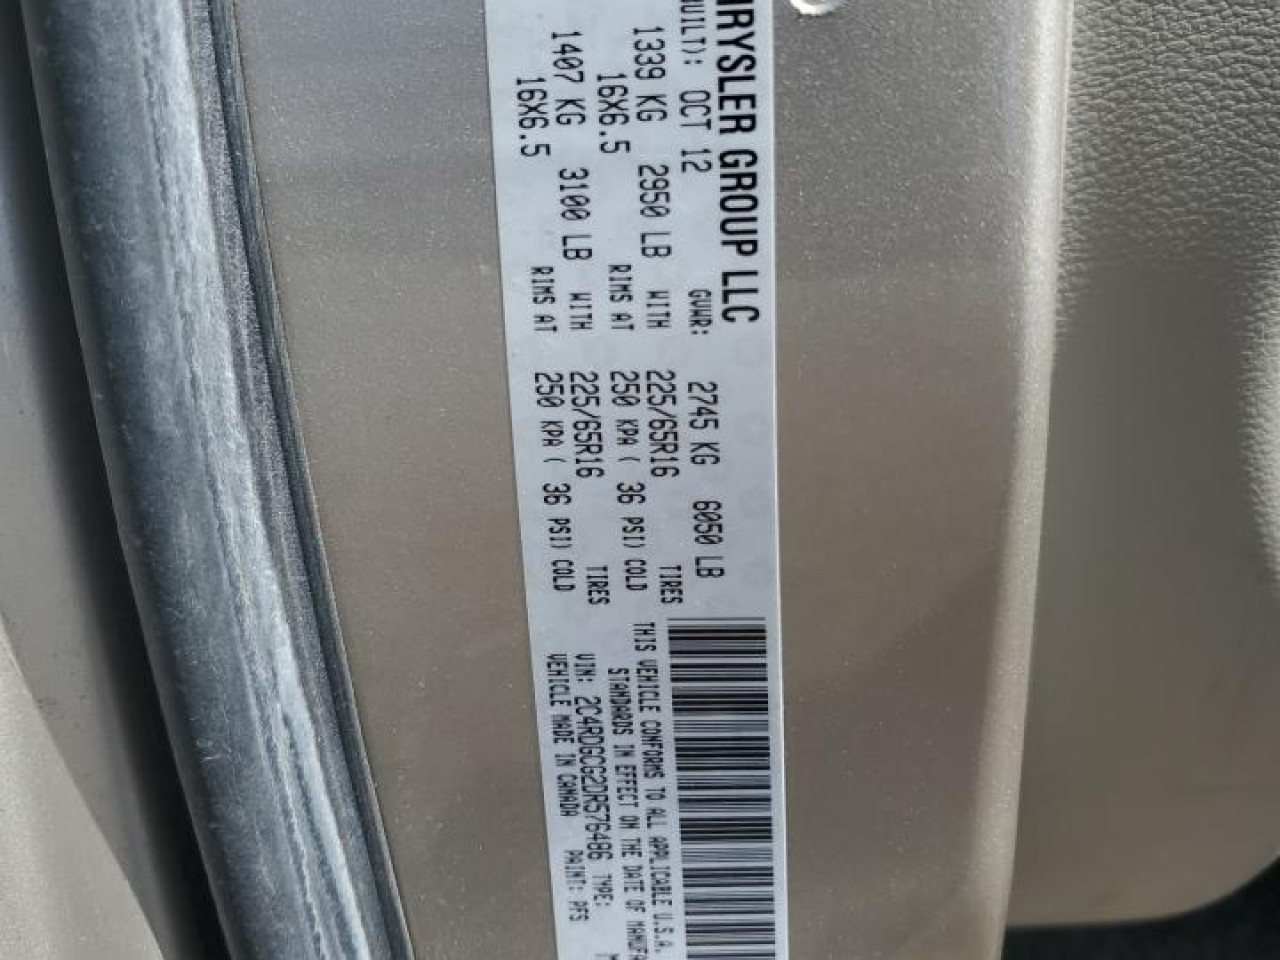 HRYSLER GROUP LLC
UILT): OCT 12 GVWR: 2745 KG 6050 LB
1339 KG 2950 LB WITH 225/65R16 TIRES
16X6.5 RIMS AT 250 KPA ( 36 PSI) COLD
1407 KG 3100 LB WITH 225/65R16 TIRES
16X6.5 RIMS AT 250 KPA ( 36 PSI) COLD
THIS VEHICLE CONFORMS TO ALL APPLICABLE U.S.A.
STANDARDS IN EFFECT ON THE DATE OF MANUFA
VIN: 2C4RDGCG2DR576486 TYPE:
VEHICLE MADE IN CANADA PAINT: PFS